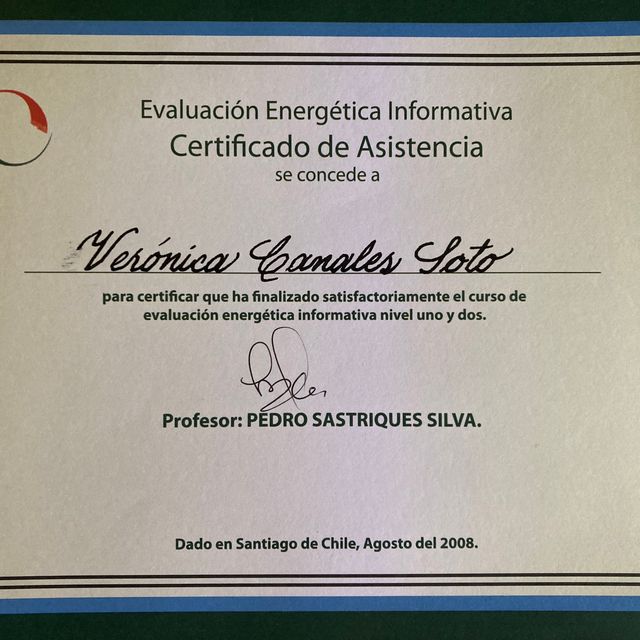 Evaluación Energética Informativa
Certificado de Asistencia
se concede a
Verónica Canales Soto
para certificar que ha finalizado satisfactoriamente el curso de
evaluación energética informativa nivel uno y dos.
Profesor: PEDRO SASTRIQUES SILVA.
Dado en Santiago de Chile, Agosto del 2008.